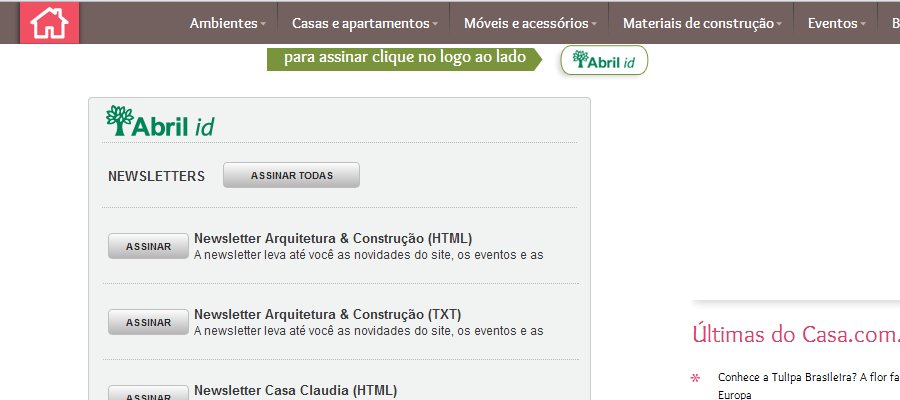 Ambientes Casas e apartamentos Móveis e acessórios Materiais de construção Eventos B
para assinar clique no logo ao lado
Abril id
Abril id
NEWSLETTERS
ASSINAR TODAS
ASSINAR
Newsletter Arquitetura & Construção (HTML)
A newsletter leva até você as novidades do site, os eventos e as
ASSINAR
Newsletter Arquitetura & Construção (TXT)
A newsletter leva até você as novidades do site, os eventos e as
ASSINAR
Newsletter Casa Claudia (HTML)
Últimas do Casa.com.
Conhece a Tulipa Brasileira? A flor fa
Europa